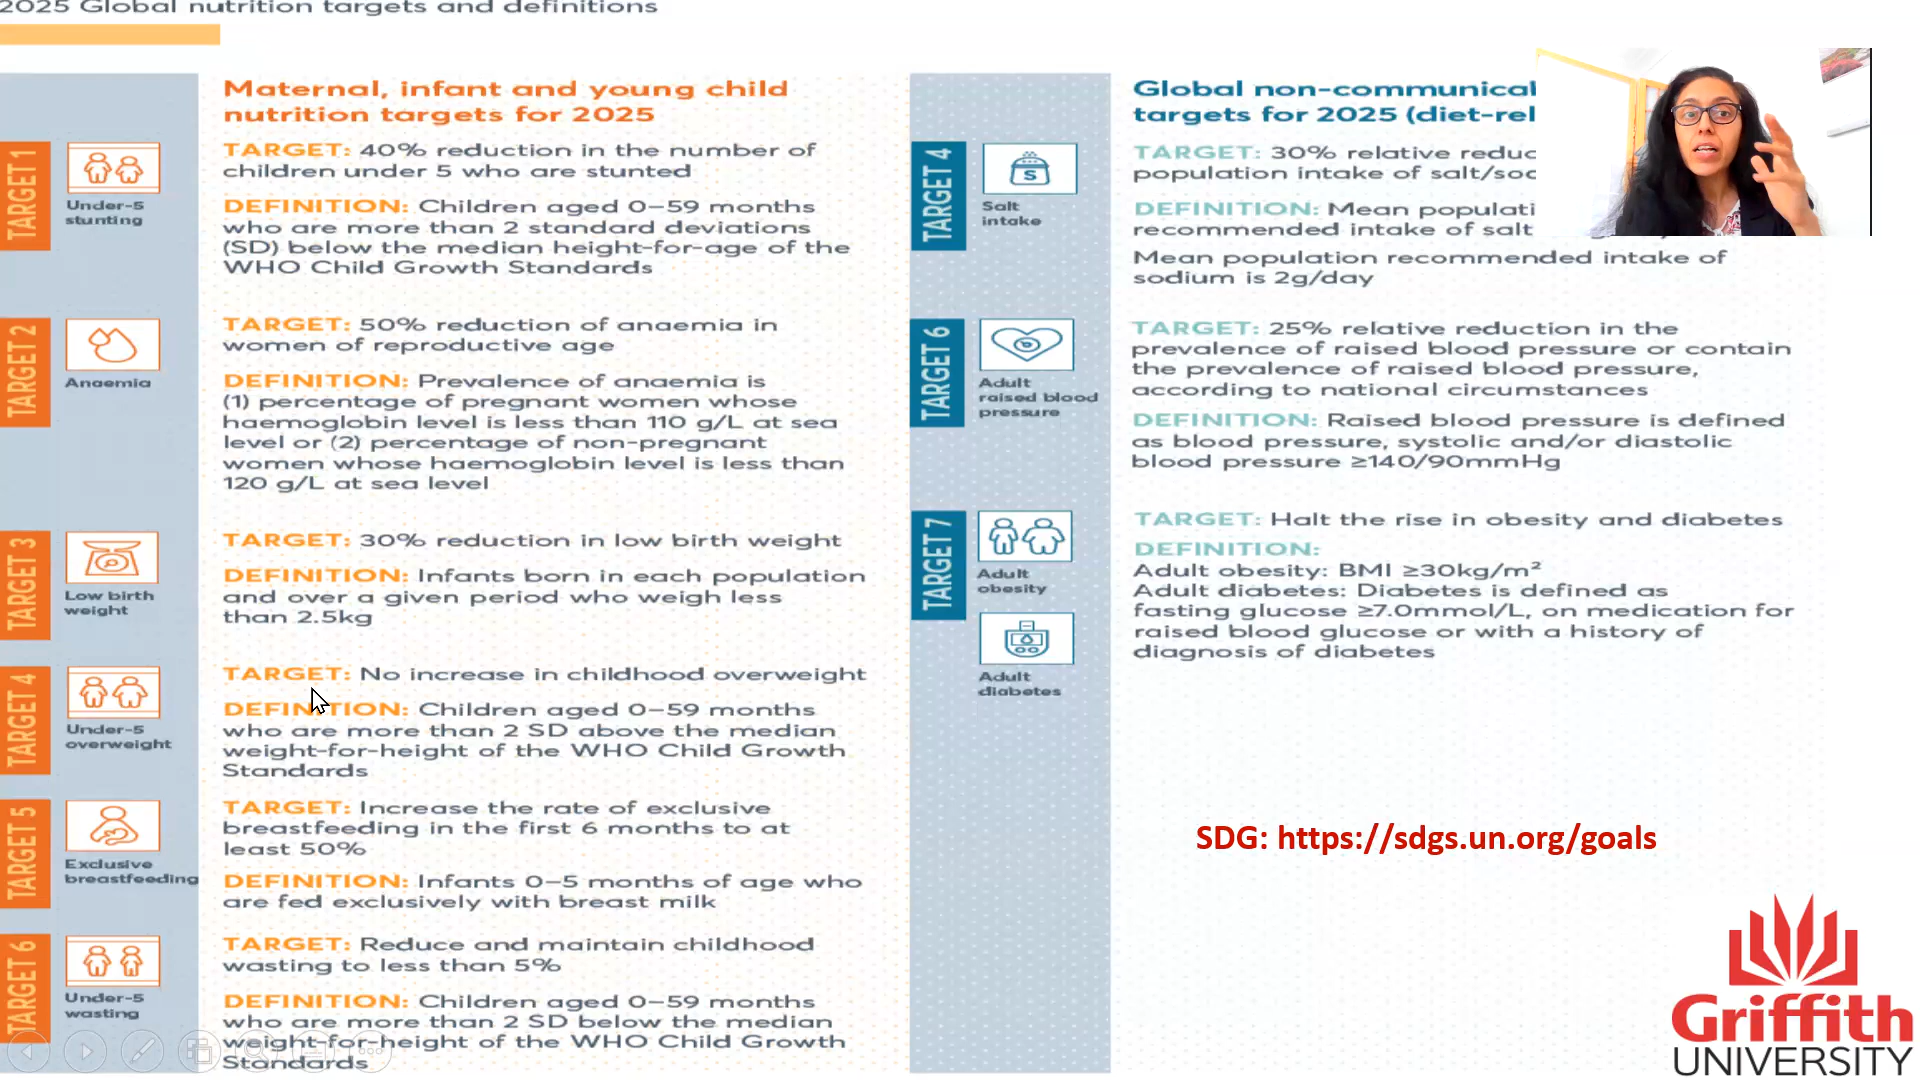 2025 Global nutrition targets and definitions
Maternal, infant and young child
nutrition targets for 2025
TARGET 1
Under-5
stunting
TARGET: 40% reduction in the number of
children under 5 who are stunted
DEFINITION: Children aged 0–59 months
who are more than 2 standard deviations
(SD) below the median height-for-age of the
WHO Child Growth Standards
TARGET 2
Anaemia
TARGET: 50% reduction of anaemia in
women of reproductive age
DEFINITION: Prevalence of anaemia is
(1) percentage of pregnant women whose
haemoglobin level is less than 110 g/L at sea
level or (2) percentage of non-pregnant
women whose haemoglobin level is less than
120 g/L at sea level
TARGET 3
Low birth
weight
TARGET: 30% reduction in low birth weight
DEFINITION: Infants born in each population
and over a given period who weigh less
than 2.5kg
TARGET 4
Under-5
overweight
TARGET: No increase in childhood overweight
DEFINITION: Children aged 0–59 months
who are more than 2 SD above the median
weight-for-height of the WHO Child Growth
Standards
TARGET 5
Exclusive
breastfeeding
TARGET: Increase the rate of exclusive
breastfeeding in the first 6 months to at
least 50%
DEFINITION: Infants 0–5 months of age who
are fed exclusively with breast milk
TARGET 6
Under-5
wasting
TARGET: Reduce and maintain childhood
wasting to less than 5%
DEFINITION: Children aged 0–59 months
who are more than 2 SD below the median
weight-for-height of the WHO Child Growth
Standards
Global non-communical
targets for 2025 (diet-rel
TARGET 4
Salt
intake
S
TARGET: 30% relative reduc
population intake of salt/soc
DEFINITION: Mean populati
recommended intake of salt
Mean population recommended intake of
sodium is 2g/day
TARGET 6
Adult
raised blood
pressure
TARGET: 25% relative reduction in the
prevalence of raised blood pressure or contain
the prevalence of raised blood pressure,
according to national circumstances
DEFINITION: Raised blood pressure is defined
as blood pressure, systolic and/or diastolic
blood pressure ≥140/90mmHg
TARGET 7
Adult
obesity
Adult
diabetes
TARGET: Halt the rise in obesity and diabetes
DEFINITION:
Adult obesity: BMI ≥30kg/m²
Adult diabetes: Diabetes is defined as
fasting glucose ≥7.0mmol/L, on medication for
raised blood glucose or with a history of
diagnosis of diabetes
SDG: https://sdgs.un.org/goals
Griffith
UNIVERSITY